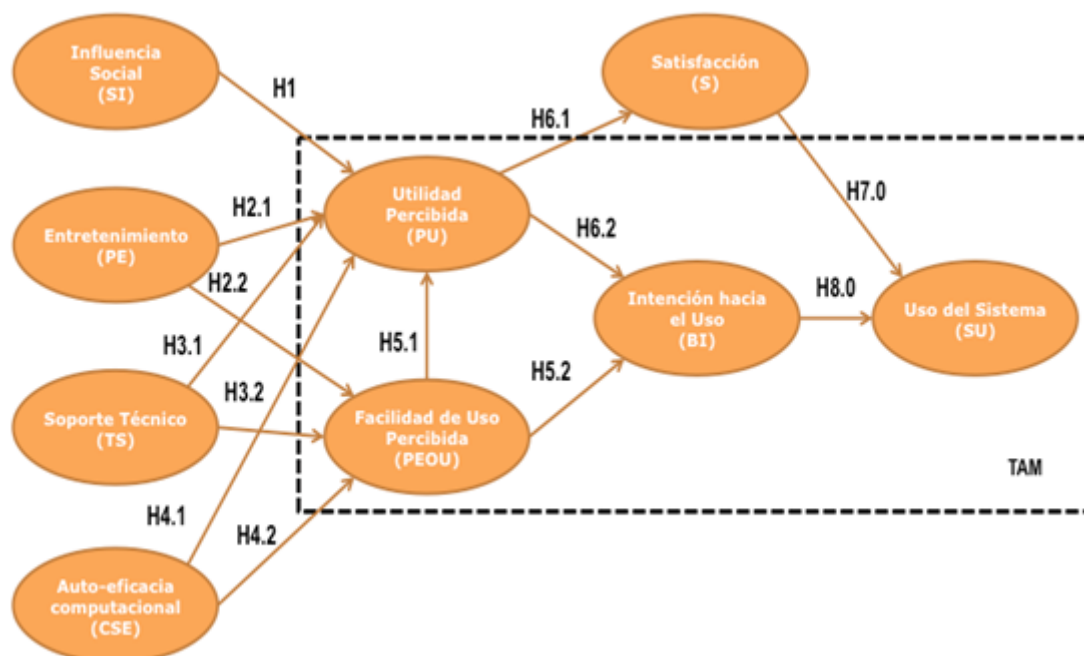 Influencia
Social
(SI)
H1
Satisfacción
(S)
H6.1
Utilidad
Percibida
(PU)
H7.0
Entretenimiento
(PE)
H2.1
H2.2
H6.2
Intención hacia
el Uso
(BI)
H8.0
Uso del Sistema
(SU)
H3.1
H5.1
H3.2
H5.2
Soporte Técnico
(TS)
Facilidad de Uso
Percibida
(PEOU)
TAM
H4.1
H4.2
Auto-eficacia
computacional
(CSE)